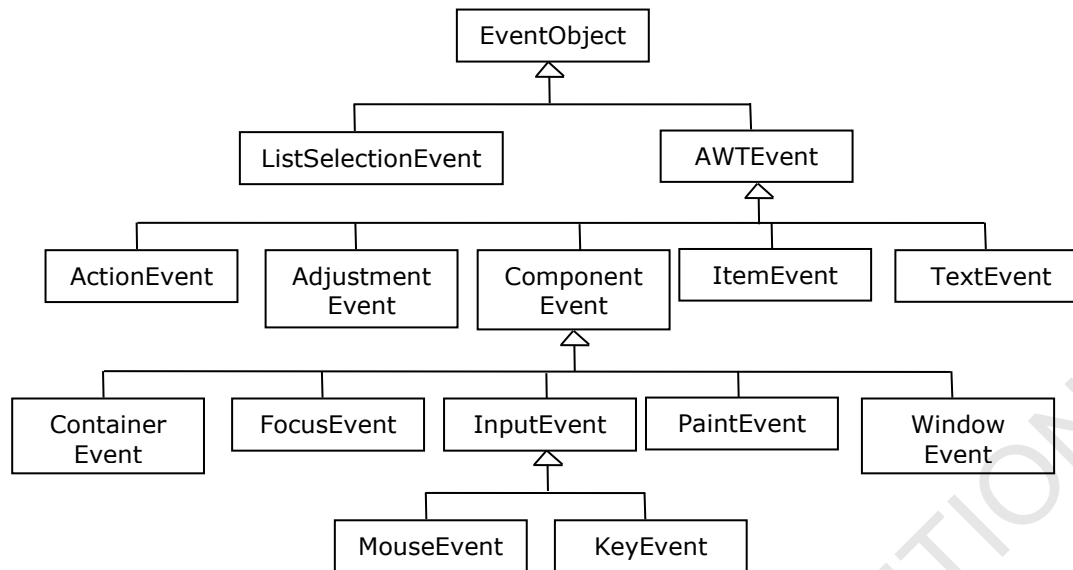 EventObject
ListSelectionEvent
AWTEvent
ActionEvent
Adjustment
Event
Component
Event
ItemEvent
TextEvent
Container
Event
FocusEvent
InputEvent
PaintEvent
Window
Event
MouseEvent
KeyEvent